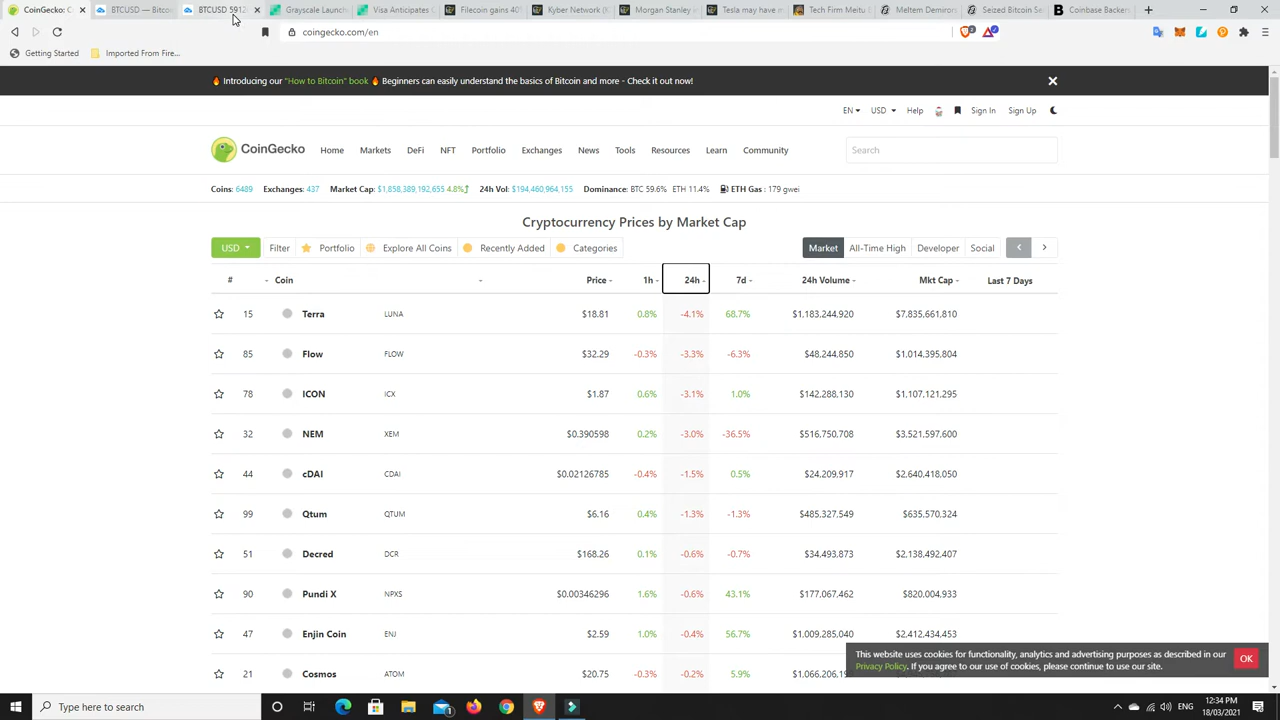 CoinGecko: C
BTCUSD — Bitcoi
BTCUSD 5912
Grayscale Launch
Visa Anticipates C
Filecoin gains 40%
Kyber Network (K
Morgan Stanley w
Tesla may have
Tech Firm Meitu
Meltem Demirors
Seized Bitcoin Se
Coinbase Backer
coingecko.com/en
Getting Started
Imported From Fire...
🔥 Introducing our "How to Bitcoin" book 🔥 Beginners can easily understand the basics of Bitcoin and more - Check it out now!
EN USD Help Sign In Sign Up
CoinGecko Home Markets DeFi NFT Portfolio Exchanges News Tools Resources Learn Community Search
Coins: 6489 Exchanges: 437 Market Cap: $1,858,389,192,655 4.8% 24h Vol: $194,460,964,155 Dominance: BTC 59.6% ETH 11.4% ETH Gas : 179 gwei
Cryptocurrency Prices by Market Cap
USD Filter Portfolio Explore All Coins Recently Added Categories Market All-Time High Developer Social
# Coin Price 1h 24h 7d 24h Volume Mkt Cap Last 7 Days
15 Terra LUNA $18.81 0.8% -4.1% 68.7% $1,183,244,920 $7,835,661,810
85 Flow FLOW $32.29 -0.3% -3.3% -6.3% $48,244,850 $1,014,395,804
78 ICON ICX $1.87 0.6% -3.1% 1.0% $142,288,130 $1,107,121,295
32 NEM XEM $0.390598 0.2% -3.0% -36.5% $516,750,708 $3,521,597,600
44 cDAI CDAI $0.02126785 -0.4% -1.5% 0.5% $24,209,917 $2,640,418,050
99 Qtum QTUM $6.16 0.4% -1.3% -1.3% $485,327,549 $635,570,324
51 Decred DCR $168.26 0.1% -0.6% -0.7% $34,493,873 $2,138,492,407
90 Pundi X NPXS $0.00346296 1.6% -0.6% 43.1% $177,067,462 $820,004,933
47 Enjin Coin ENJ $2.59 1.0% -0.4% 56.7% $1,009,285,040 $2,412,434,453
21 Cosmos ATOM $20.75 -0.3% -0.2% 5.9% $1,066,206,19
This website uses cookies for functionality, analytics and advertising purposes as described in our
Privacy Policy. If you agree to our use of cookies, please continue to use our site.
OK
Type here to search
ENG
12:34 PM
18/03/2021